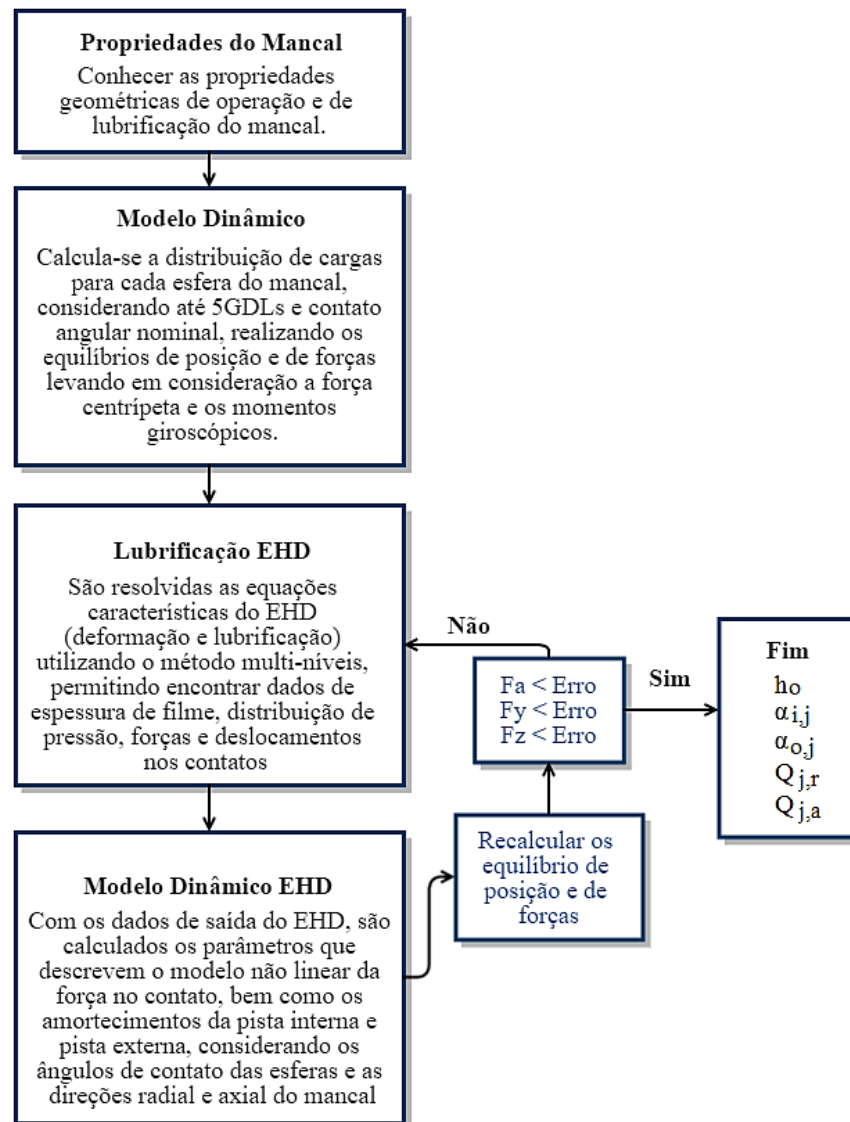 Propriedades do Mancal
Conhecer as propriedades
geométricas de operação e de
lubrificação do mancal.
Modelo Dinâmico
Calcula-se a distribuição de cargas
para cada esfera do mancal,
considerando até 5GDLs e contato
angular nominal, realizando os
equilíbrios de posição e de forças
levando em consideração a força
centrípeta e os momentos
giroscópicos.
Lubrificação EHD
São resolvidas as equações
características do EHD
(deformação e lubrificação)
utilizando o método multi-níveis,
permitindo encontrar dados de
espessura de filme, distribuição de
pressão, forças e deslocamentos
nos contatos
Modelo Dinâmico EHD
Com os dados de saída do EHD, são
calculados os parâmetros que
descrevem o modelo não linear da
força no contato, bem como os
amortecimentos da pista interna e
pista externa, considerando os
ângulos de contato das esferas e as
direções radial e axial do mancal
Recalcular os
equilíbrio de
posição e de
forças
Fa < Erro
Fy < Erro
Fz < Erro
Não
Sim
Fim
ho
αi,j
αo,j
Qj,r
Qj,a